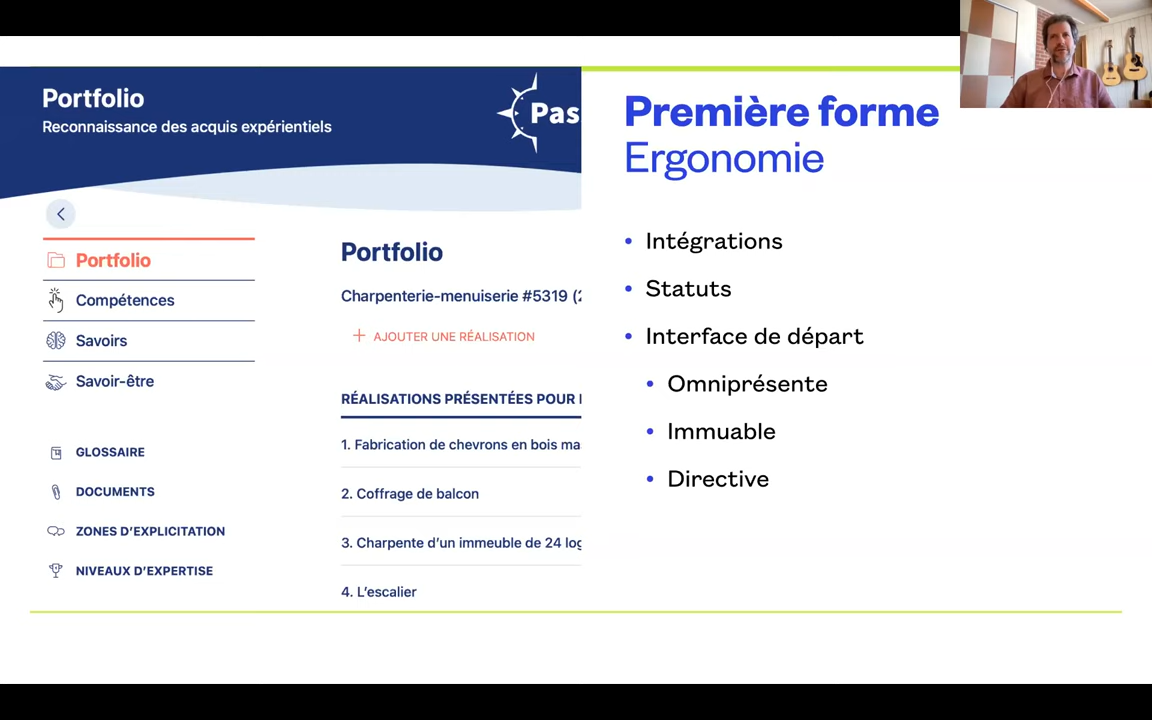 Portfolio
Reconnaissance des acquis expérientiels
Pas
Portfolio
Compétences
Savoirs
Savoir-être
GLOSSAIRE
DOCUMENTS
ZONES D'EXPLICITATION
NIVEAUX D'EXPERTISE
Portfolio
Charpenterie-menuiserie #5319 (2
AJOUTER UNE RÉALISATION
RÉALISATIONS PRÉSENTÉES POUR
1. Fabrication de chevrons en bois ma
2. Coffrage de balcon
3. Charpente d'un immeuble de 24 log
4. L'escalier
Première forme
Ergonomie
• Intégrations
• Statuts
• Interface de départ
• Omniprésente
• Immuable
• Directive